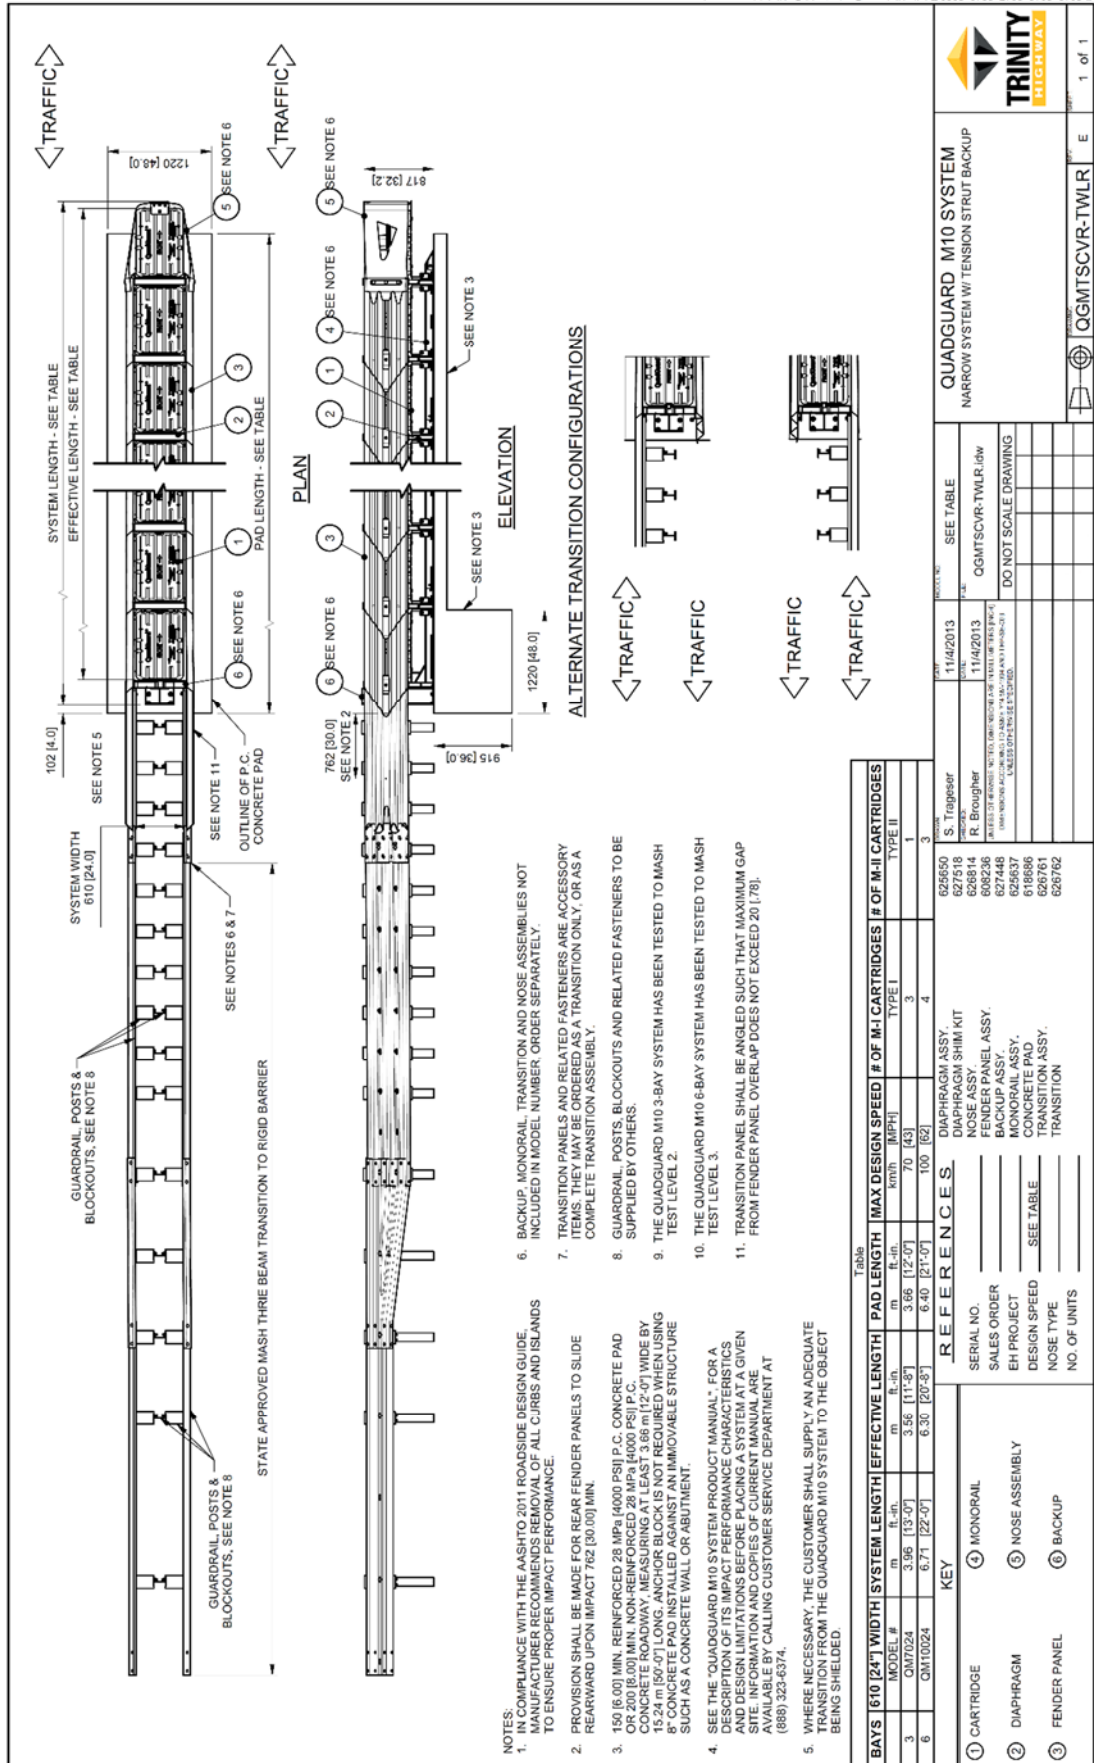 TRAFFIC
SYSTEM LENGTH - SEE TABLE
EFFECTIVE LENGTH - SEE TABLE
1220 [48.0]
102 [4.0]
SEE NOTE 5
SYSTEM WIDTH
610 [24.0]
GUARDRAIL, POSTS &
BLOCKOUTS, SEE NOTE 8
5
SEE NOTE 6
3
2
1
6
SEE NOTE 6
PAD LENGTH - SEE TABLE
SEE NOTE 11
OUTLINE OF P.C.
CONCRETE PAD
SEE NOTES 6 & 7
STATE APPROVED MASH THRIE BEAM TRANSITION TO RIGID BARRIER
GUARDRAIL, POSTS &
BLOCKOUTS, SEE NOTE 8
TRAFFIC
PLAN
5
SEE NOTE 6
4
SEE NOTE 6
1
2
3
6
SEE NOTE 6
817 [32.2]
762 [30.0]
SEE NOTE 2
SEE NOTE 3
SEE NOTE 3
915 [36.0]
1220 [48.0]
ELEVATION
ALTERNATE TRANSITION CONFIGURATIONS
TRAFFIC
TRAFFIC
TRAFFIC
TRAFFIC
NOTES:
1. IN COMPLIANCE WITH THE AASHTO 2011 ROADSIDE DESIGN GUIDE,
MANUFACTURER RECOMMENDS REMOVAL OF ALL CURBS AND ISLANDS
TO ENSURE PROPER IMPACT PERFORMANCE.
2. PROVISION SHALL BE MADE FOR REAR FENDER PANELS TO SLIDE
REARWARD UPON IMPACT 762 [30.00] MIN.
3. 150 [6.00] MIN. REINFORCED 28 MPa [4000 PSI] P.C. CONCRETE PAD
OR 200 [8.00] MIN. NON-REINFORCED 28 MPa [4000 PSI] P.C.
CONCRETE ROADWAY, MEASURING AT LEAST 3.66 m [12'-0"] WIDE BY
15.24 m [50'-0"] LONG. ANCHOR BLOCK IS NOT REQUIRED WHEN USING
8" CONCRETE PAD INSTALLED AGAINST AN IMMOVABLE STRUCTURE
SUCH AS A CONCRETE WALL OR ABUTMENT.
4. SEE THE "QUADGUARD M10 SYSTEM PRODUCT MANUAL", FOR A
DESCRIPTION OF ITS IMPACT PERFORMANCE CHARACTERISTICS
AND DESIGN LIMITATIONS BEFORE PLACING A SYSTEM AT A GIVEN
SITE. INFORMATION AND COPIES OF CURRENT MANUAL ARE
AVAILABLE BY CALLING CUSTOMER SERVICE DEPARTMENT AT
(888) 323-6374.
5. WHERE NECESSARY, THE CUSTOMER SHALL SUPPLY AN ADEQUATE
TRANSITION FROM THE QUADGUARD M10 SYSTEM TO THE OBJECT
BEING SHIELDED.
6. BACKUP, MONORAIL, TRANSITION AND NOSE ASSEMBLIES NOT
INCLUDED IN MODEL NUMBER, ORDER SEPARATELY.
7. TRANSITION PANELS AND RELATED FASTENERS ARE ACCESSORY
ITEMS. THEY MAY BE ORDERED AS A TRANSITION ONLY, OR AS A
COMPLETE TRANSITION ASSEMBLY.
8. GUARDRAIL, POSTS, BLOCKOUTS AND RELATED FASTENERS TO BE
SUPPLIED BY OTHERS.
9. THE QUADGUARD M10 3-BAY SYSTEM HAS BEEN TESTED TO MASH
TEST LEVEL 2.
10. THE QUADGUARD M10 6-BAY SYSTEM HAS BEEN TESTED TO MASH
TEST LEVEL 3.
11. TRANSITION PANEL SHALL BE ANGLED SUCH THAT MAXIMUM GAP
FROM FENDER PANEL OVERLAP DOES NOT EXCEED 20 [.78].
Table
BAYS 610 [24"] WIDTH SYSTEM LENGTH EFFECTIVE LENGTH PAD LENGTH MAX DESIGN SPEED # OF M-I CARTRIDGES # OF M-II CARTRIDGES
MODEL # m ft.-in. m ft.-in. m ft.-in. km/h [MPH] TYPE I TYPE II
3 QM7024 3.96 [13'-0"] 3.56 [11'-8"] 3.66 [12'-0"] 70 [43] 3 1
6 QM10024 6.71 [22'-0"] 6.30 [20'-8"] 6.40 [21'-0"] 100 [62] 4 3
KEY
1 CARTRIDGE
2 DIAPHRAGM
3 FENDER PANEL
4 MONORAIL
5 NOSE ASSEMBLY
6 BACKUP
REFERENCES
SERIAL NO.
SALES ORDER
EH PROJECT
DESIGN SPEED SEE TABLE
NOSE TYPE
NO. OF UNITS
DIAPHRAGM ASSY. 625650
DIAPHRAGM SHIM KIT 627518
NOSE ASSY. 626814
FENDER PANEL ASSY. 608236
BACKUP ASSY. 627448
MONORAIL ASSY. 625637
CONCRETE PAD 618686
TRANSITION ASSY. 626761
TRANSITION 626762
S. Trageser
11/4/2013
SEE TABLE
R. Brougher
11/4/2013
QGMTSCVR-TWLR.idw
DO NOT SCALE DRAWING
QUADGUARD M10 SYSTEM
NARROW SYSTEM W/ TENSION STRUT BACKUP
QGMTSCVR-TWLR
E
1 of 1
TRINITY
HIGHWAY